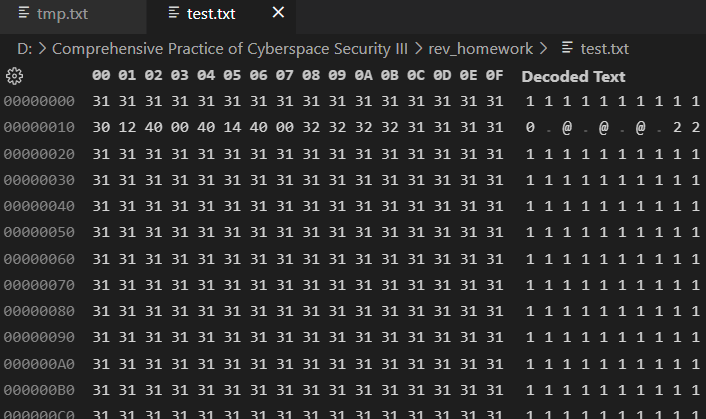 tmp.txt test.txt ×
D: > Comprehensive Practice of Cyberspace Security III > rev_homework > test.txt
00 01 02 03 04 05 06 07 08 09 0A 0B 0C 0D 0E 0F Decoded Text
00000000 31 31 31 31 31 31 31 31 31 31 31 31 31 31 31 31 1 1 1 1 1 1 1 1 1 1
00000010 30 12 40 00 40 14 40 00 32 32 32 32 31 31 31 31 0 . @ . @ . @ . 2 2
00000020 31 31 31 31 31 31 31 31 31 31 31 31 31 31 31 31 1 1 1 1 1 1 1 1 1 1
00000030 31 31 31 31 31 31 31 31 31 31 31 31 31 31 31 31 1 1 1 1 1 1 1 1 1 1
00000040 31 31 31 31 31 31 31 31 31 31 31 31 31 31 31 31 1 1 1 1 1 1 1 1 1 1
00000050 31 31 31 31 31 31 31 31 31 31 31 31 31 31 31 31 1 1 1 1 1 1 1 1 1 1
00000060 31 31 31 31 31 31 31 31 31 31 31 31 31 31 31 31 1 1 1 1 1 1 1 1 1 1
00000070 31 31 31 31 31 31 31 31 31 31 31 31 31 31 31 31 1 1 1 1 1 1 1 1 1 1
00000080 31 31 31 31 31 31 31 31 31 31 31 31 31 31 31 31 1 1 1 1 1 1 1 1 1 1
00000090 31 31 31 31 31 31 31 31 31 31 31 31 31 31 31 31 1 1 1 1 1 1 1 1 1 1
000000A0 31 31 31 31 31 31 31 31 31 31 31 31 31 31 31 31 1 1 1 1 1 1 1 1 1 1
000000B0 31 31 31 31 31 31 31 31 31 31 31 31 31 31 31 31 1 1 1 1 1 1 1 1 1 1
000000C0 31 31 31 31 31 31 31 31 31 31 31 31 31 31 31 31 1 1 1 1 1 1 1 1 1 1